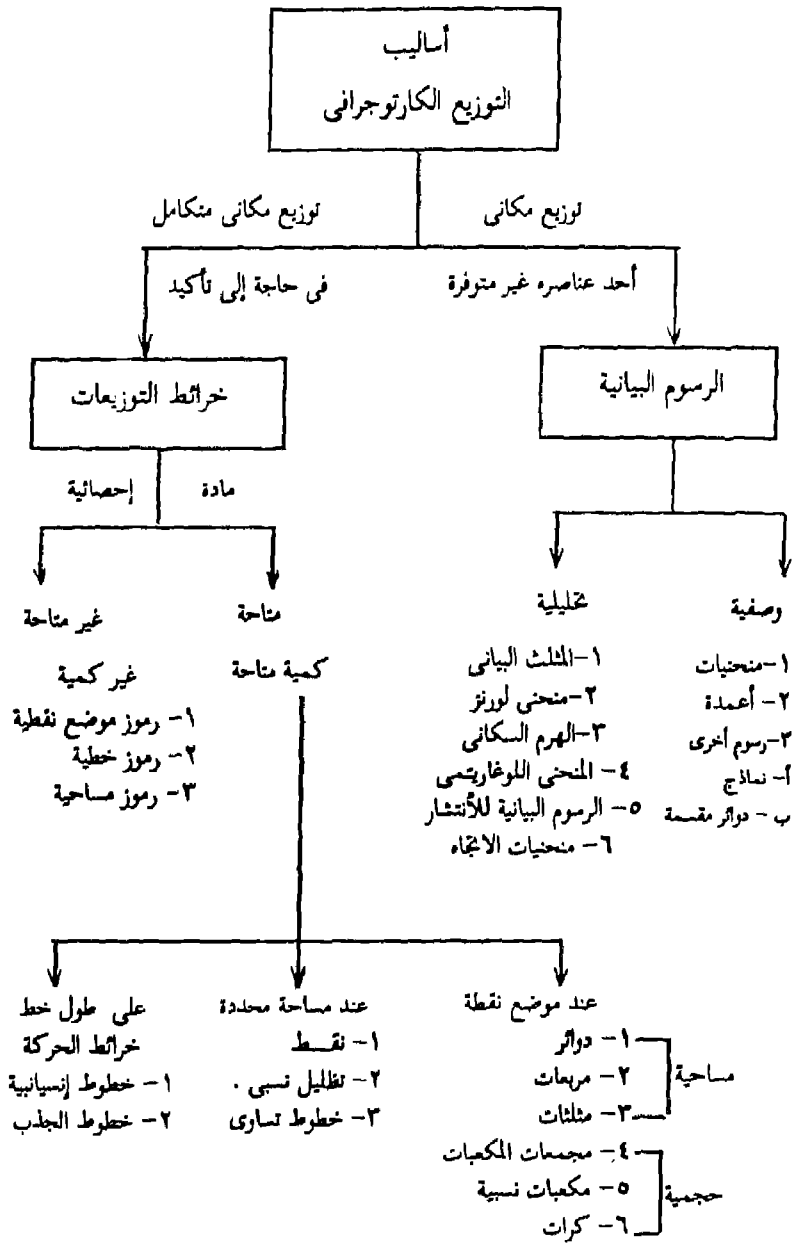 أساليب
التوزيع الكارتوجرافى
توزيع مكانى
توزيع مكانى متكامل
أحد عناصره غير متوفرة
فى حاجة إلى تأكيد
الرسوم البيانية
خرائط التوزيعات
مادة
إحصائية
وصفية
١-منحنيات
٢- أعمدة
٣-رسوم أخرى
أ- نماذج
ب - دوائر مقسمة
تحليلية
١-المثلث البيانى
٢-منحنى لورنز
٣-الهرم السكانى
٤- المنحنى اللوغاريتمى
٥- الرسوم البيانية للأنتشار
٦- منحنيات الاتجاه
متاحة
كمية متاحة
غير متاحة
غير كمية
١- رموز موضع نقطية
٢- رموز خطية
٣- رموز مساحية
عند موضع نقطة
١- دوائر
٢- مربعات
٣- مثلثات
مساحية
٤- مجمعات المكعبات
٥- مكعبات نسبية
٦- كرات
حجمية
عند مساحة محددة
١- نقـــط
٢- تظليل نسبى .
٣- خطوط تساوى
على طول خط
خرائط الحركة
١- خطوط إنسيانبية
٢- خطوط الجذب